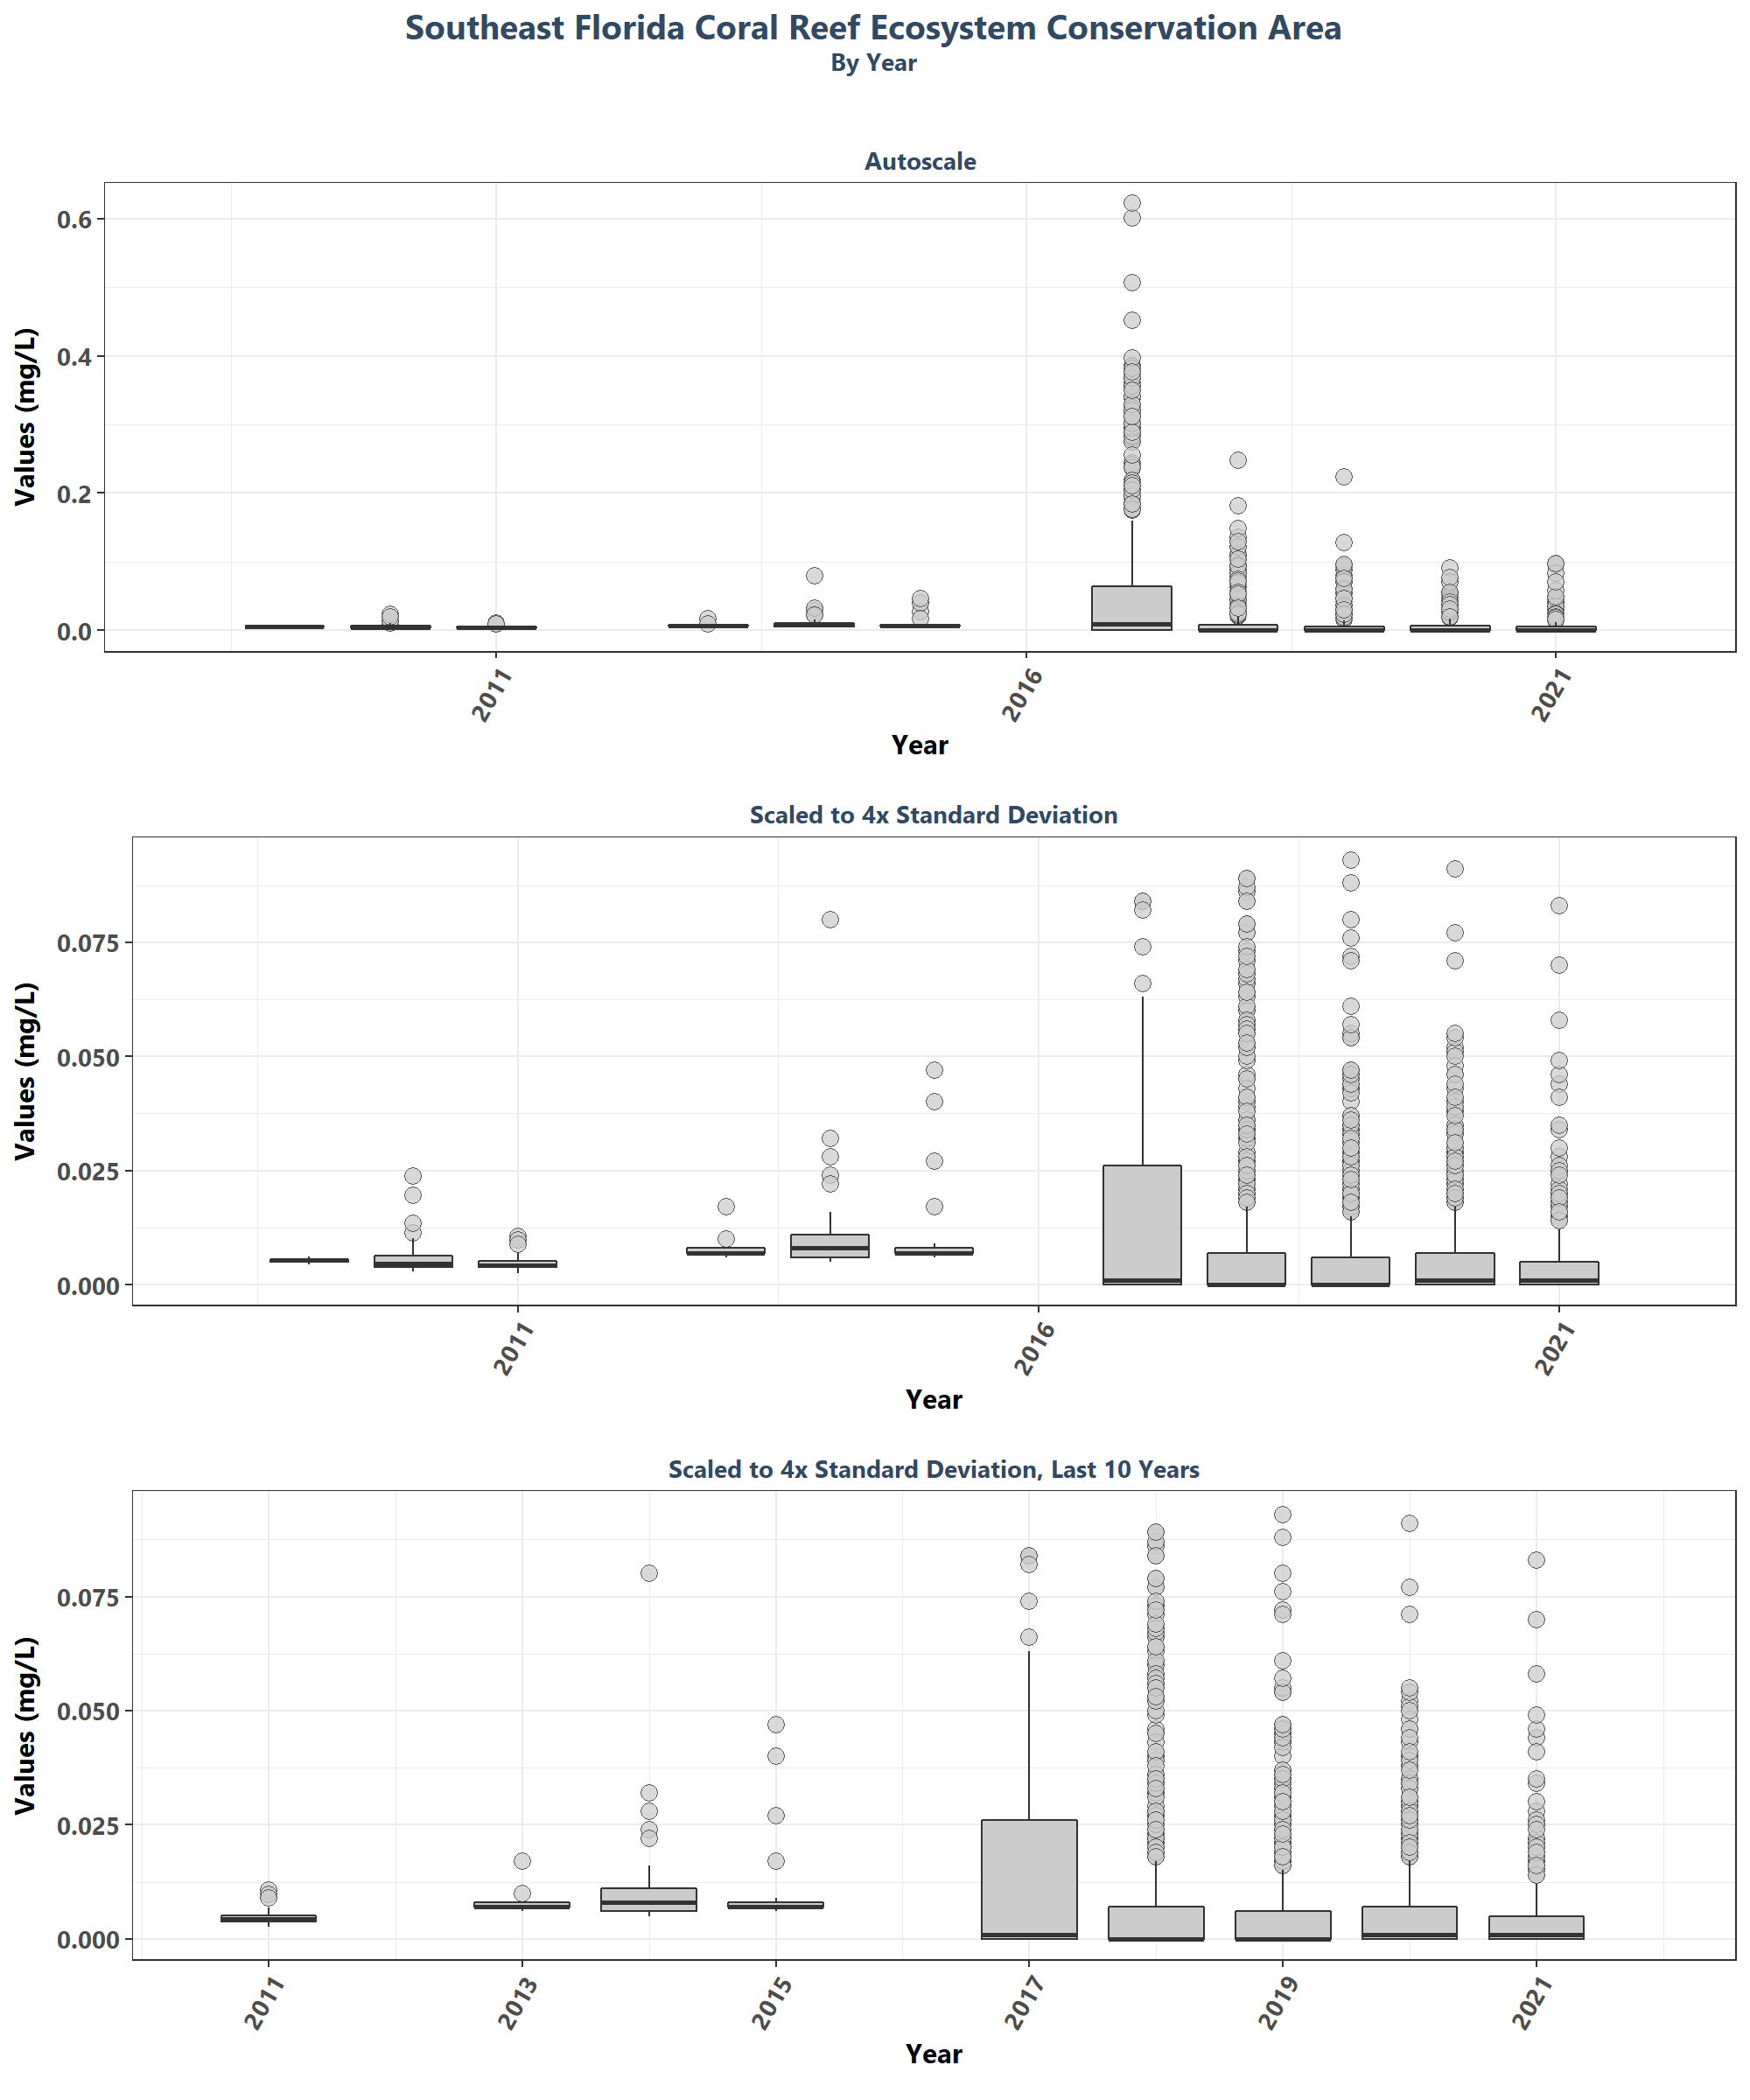 Southeast Florida Coral Reef Ecosystem Conservation Area
By Year
Autoscale
Values (mg/L)
0.6
0.4
0.2
0.0
2011
2016
2021
Year
Scaled to 4x Standard Deviation
Values (mg/L)
0.075
0.050
0.025
0.000
2011
2016
2021
Year
Scaled to 4x Standard Deviation, Last 10 Years
Values (mg/L)
0.075
0.050
0.025
0.000
2011
2013
2015
2017
2019
2021
Year